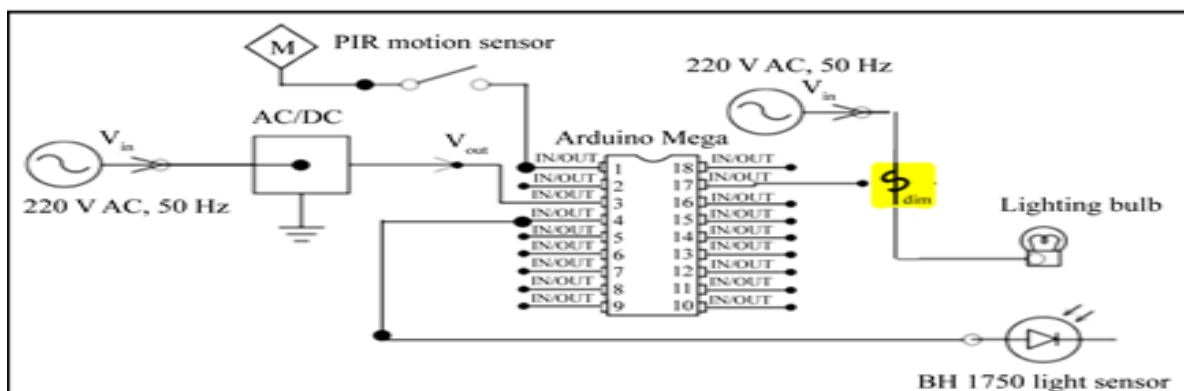 M
PIR motion sensor
220 V AC, 50 Hz
V in
AC/DC
V in
V out
Arduino Mega
220 V AC, 50 Hz
IN/OUT 1 18 IN/OUT
IN/OUT 2 17 IN/OUT
IN/OUT 3 16 IN/OUT
IN/OUT 4 15 IN/OUT
IN/OUT 5 14 IN/OUT
IN/OUT 6 13 IN/OUT
IN/OUT 7 12 IN/OUT
IN/OUT 8 11 IN/OUT
IN/OUT 9 10 IN/OUT
$ dim
Lighting bulb
BH 1750 light sensor